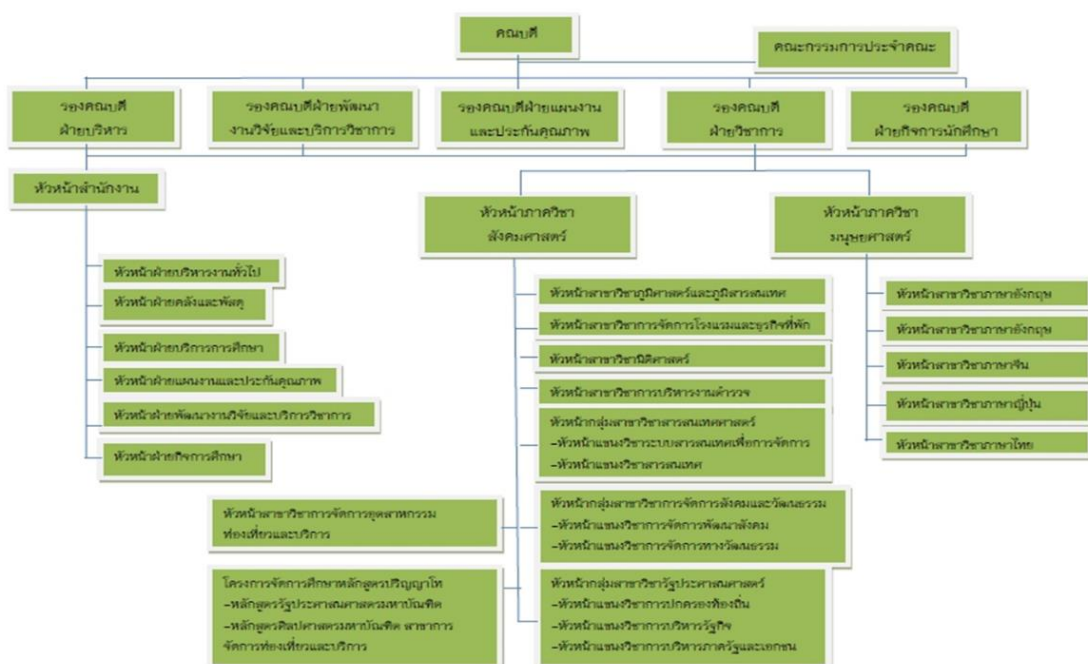 คณบดี
คณะกรรมการประจำคณะ
รองคณบดี
ฝ่ายบริหาร
รองคณบดีฝ่ายพัฒนา
งานวิจัยและบริการวิชาการ
รองคณบดีฝ่ายแผนงาน
และประกันคุณภาพ
รองคณบดี
ฝ่ายวิชาการ
รองคณบดี
ฝ่ายกิจการนักศึกษา
หัวหน้าสำนักงาน
หัวหน้าภาควิชา
สังคมศาสตร์
หัวหน้าภาควิชา
มนุษยศาสตร์
หัวหน้าฝ่ายบริหารงานทั่วไป
หัวหน้าฝ่ายคลังและพัสดุ
หัวหน้าฝ่ายบริการการศึกษา
หัวหน้าฝ่ายแผนงานและประกันคุณภาพ
หัวหน้าฝ่ายพัฒนางานวิจัยและบริการวิชาการ
หัวหน้าฝ่ายกิจการศึกษา
หัวหน้าสาขาวิชาภูมิศาสตร์และภูมิสารสนเทศ
หัวหน้าสาขาวิชาการจัดการโรงแรมและธุรกิจที่พัก
หัวหน้าสาขาวิชานิติศาสตร์
หัวหน้าสาขาวิชาการบริหารงานตำรวจ
หัวหน้ากลุ่มสาขาวิชาสารสนเทศศาสตร์
-หัวหน้าแขนงวิชาระบบสารสนเทศเพื่อการจัดการ
-หัวหน้าแขนงวิชาสารสนเทศ
หัวหน้าสาขาวิชาภาษาอังกฤษ
หัวหน้าสาขาวิชาภาษาอังกฤษ
หัวหน้าสาขาวิชาภาษาจีน
หัวหน้าสาขาวิชาภาษาญี่ปุ่น
หัวหน้าสาขาวิชาภาษาไทย
หัวหน้าสาขาวิชาการจัดการอุตสาหกรรม
ท่องเที่ยวและบริการ
หัวหน้ากลุ่มสาขาวิชาการจัดการสังคมและวัฒนธรรม
-หัวหน้าแขนงวิชาการจัดการพัฒนาสังคม
-หัวหน้าแขนงวิชาการจัดการทางวัฒนธรรม
โครงการจัดการศึกษาหลักสูตรปริญญาโท
-หลักสูตรรัฐประศาสนศาสตรมหาบัณฑิต
-หลักสูตรศิลปศาสตรมหาบัณฑิต สาขาการ
จัดการท่องเที่ยวและบริการ
หัวหน้ากลุ่มสาขาวิชารัฐประศาสนศาสตร์
-หัวหน้าแขนงวิชาการปกครองท้องถิ่น
-หัวหน้าแขนงวิชาการบริหารรัฐกิจ
-หัวหน้าแขนงวิชาการบริหารภาครัฐและเอกชน